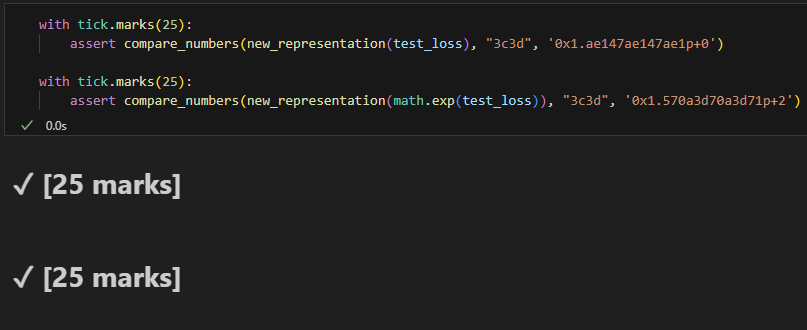 with tick.marks(25):
    assert compare_numbers(new_representation(test_loss), "3c3d", '0x1.ae147ae147ae1p+0')
with tick.marks(25):
    assert compare_numbers(new_representation(math.exp(test_loss)), "3c3d", '0x1.570a3d70a3d71p+2')
✓ 0.0s
✓ [25 marks]
✓ [25 marks]